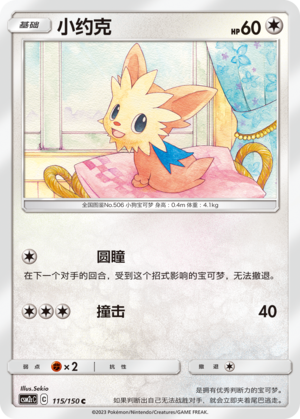 基础 小约克 HP60
全国图鉴No.506 小狗宝可梦 身高：0.4m 体重：4.1kg
圆瞳
在下一个对手的回合，受到这个招式影响的宝可梦，无法撤退。
撞击 40
弱点 ×2 抗性 撤退
Illus.Sekio
CSM2c C C 115/150 C
是拥有优秀判断力的宝可梦。
如果判断出自己无法战胜对手，就会立即夹着尾巴逃走。
©2023 Pokémon/Nintendo/Creatures/GAME FREAK.